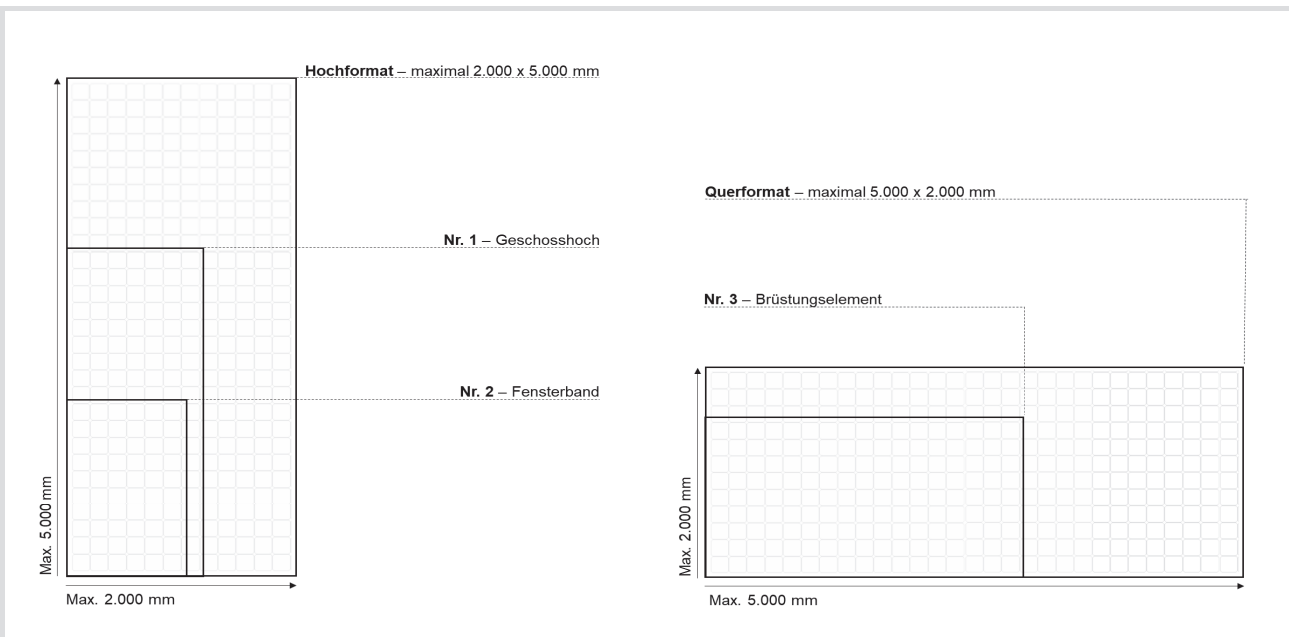 Hochformat – maximal 2.000 x 5.000 mm
Nr. 1 – Geschosshoch
Nr. 2 – Fensterband
Max. 5.000 mm
Max. 2.000 mm
Querformat – maximal 5.000 x 2.000 mm
Nr. 3 – Brüstungselement
Max. 2.000 mm
Max. 5.000 mm